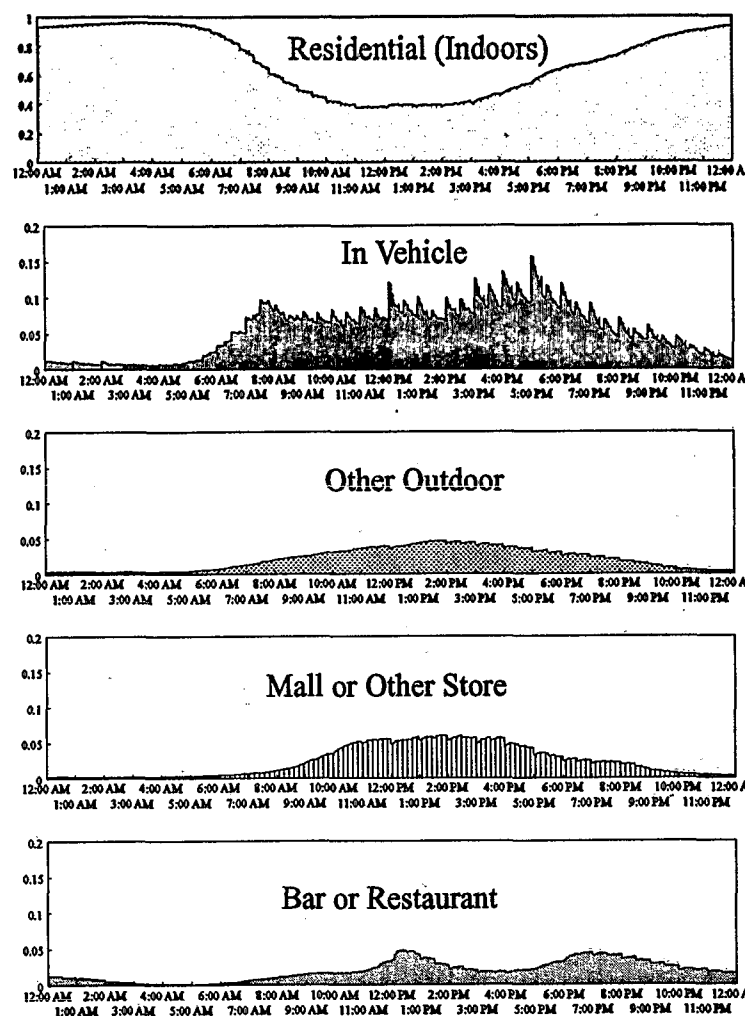 1
Residential (Indoors)
0.8
0.6
0.4
0.2
0
12:00 AM 2:00 AM 4:00 AM 6:00 AM 8:00 AM 10:00 AM 12:00 PM 2:00 PM 4:00 PM 6:00 PM 8:00 PM 10:00 PM 12:00 A
1:00 AM 3:00 AM 5:00 AM 7:00 AM 9:00 AM 11:00 AM 1:00 PM 3:00 PM 5:00 PM 7:00 PM 9:00 PM 11:00 PM
0.2
In Vehicle
0.15
0.1
0.05
0
12:00 AM 2:00 AM 4:00 AM 6:00 AM 8:00 AM 10:00 AM 12:00 PM 2:00 PM 4:00 PM 6:00 PM 8:00 PM 10:00 PM 12:00 A
1:00 AM 3:00 AM 5:00 AM 7:00 AM 9:00 AM 11:00 AM 1:00 PM 3:00 PM 5:00 PM 7:00 PM 9:00 PM 11:00 PM
0.2
Other Outdoor
0.15
0.1
0.05
0
12:00 AM 2:00 AM 4:00 AM 6:00 AM 8:00 AM 10:00 AM 12:00 PM 2:00 PM 4:00 PM 6:00 PM 8:00 PM 10:00 PM 12:00 A
1:00 AM 3:00 AM 5:00 AM 7:00 AM 9:00 AM 11:00 AM 1:00 PM 3:00 PM 5:00 PM 7:00 PM 9:00 PM 11:00 PM
0.2
Mall or Other Store
0.15
0.1
0.05
0
12:00 AM 2:00 AM 4:00 AM 6:00 AM 8:00 AM 10:00 AM 12:00 PM 2:00 PM 4:00 PM 6:00 PM 8:00 PM 10:00 PM 12:00 A
1:00 AM 3:00 AM 5:00 AM 7:00 AM 9:00 AM 11:00 AM 1:00 PM 3:00 PM 5:00 PM 7:00 PM 9:00 PM 11:00 PM
0.2
Bar or Restaurant
0.15
0.1
0.05
0
12:00 AM 2:00 AM 4:00 AM 6:00 AM 8:00 AM 10:00 AM 12:00 PM 2:00 PM 4:00 PM 6:00 PM 8:00 PM 10:00 PM 12:00 A
1:00 AM 3:00 AM 5:00 AM 7:00 AM 9:00 AM 11:00 AM 1:00 PM 3:00 PM 5:00 PM 7:00 PM 9:00 PM 11:00 PM